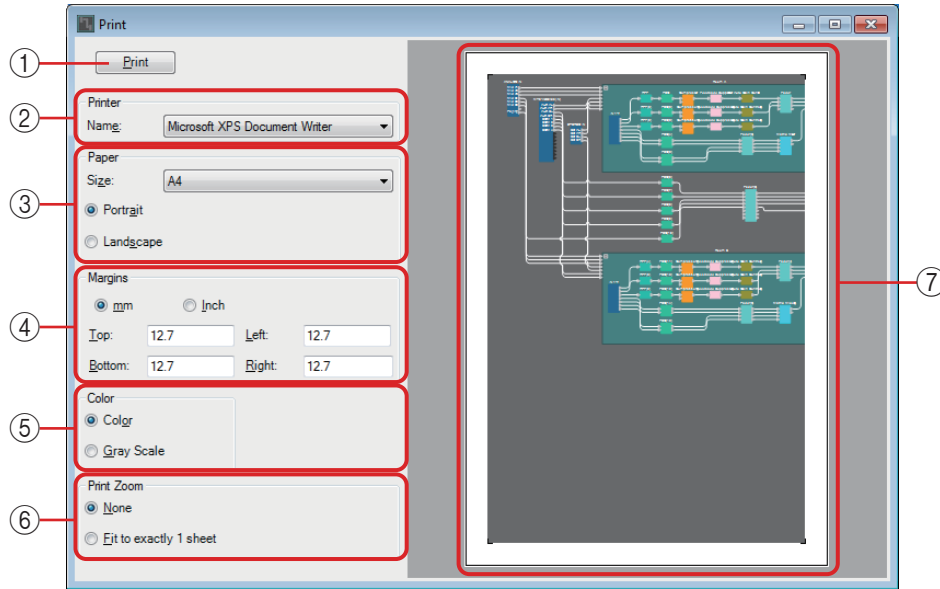 Print
① Print
② Printer
Name: Microsoft XPS Document Writer
③ Paper
Size: A4
Portrait
Landscape
④ Margins
mm Inch
Top: 12.7 Left: 12.7
Bottom: 12.7 Right: 12.7
⑤ Color
Color
Gray Scale
⑥ Print Zoom
None
Fit to exactly 1 sheet
⑦